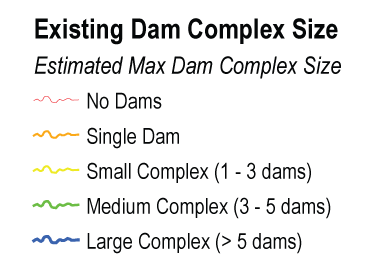 Existing Dam Complex Size
Estimated Max Dam Complex Size
No Dams
Single Dam
Small Complex (1 - 3 dams)
Medium Complex (3 - 5 dams)
Large Complex (> 5 dams)